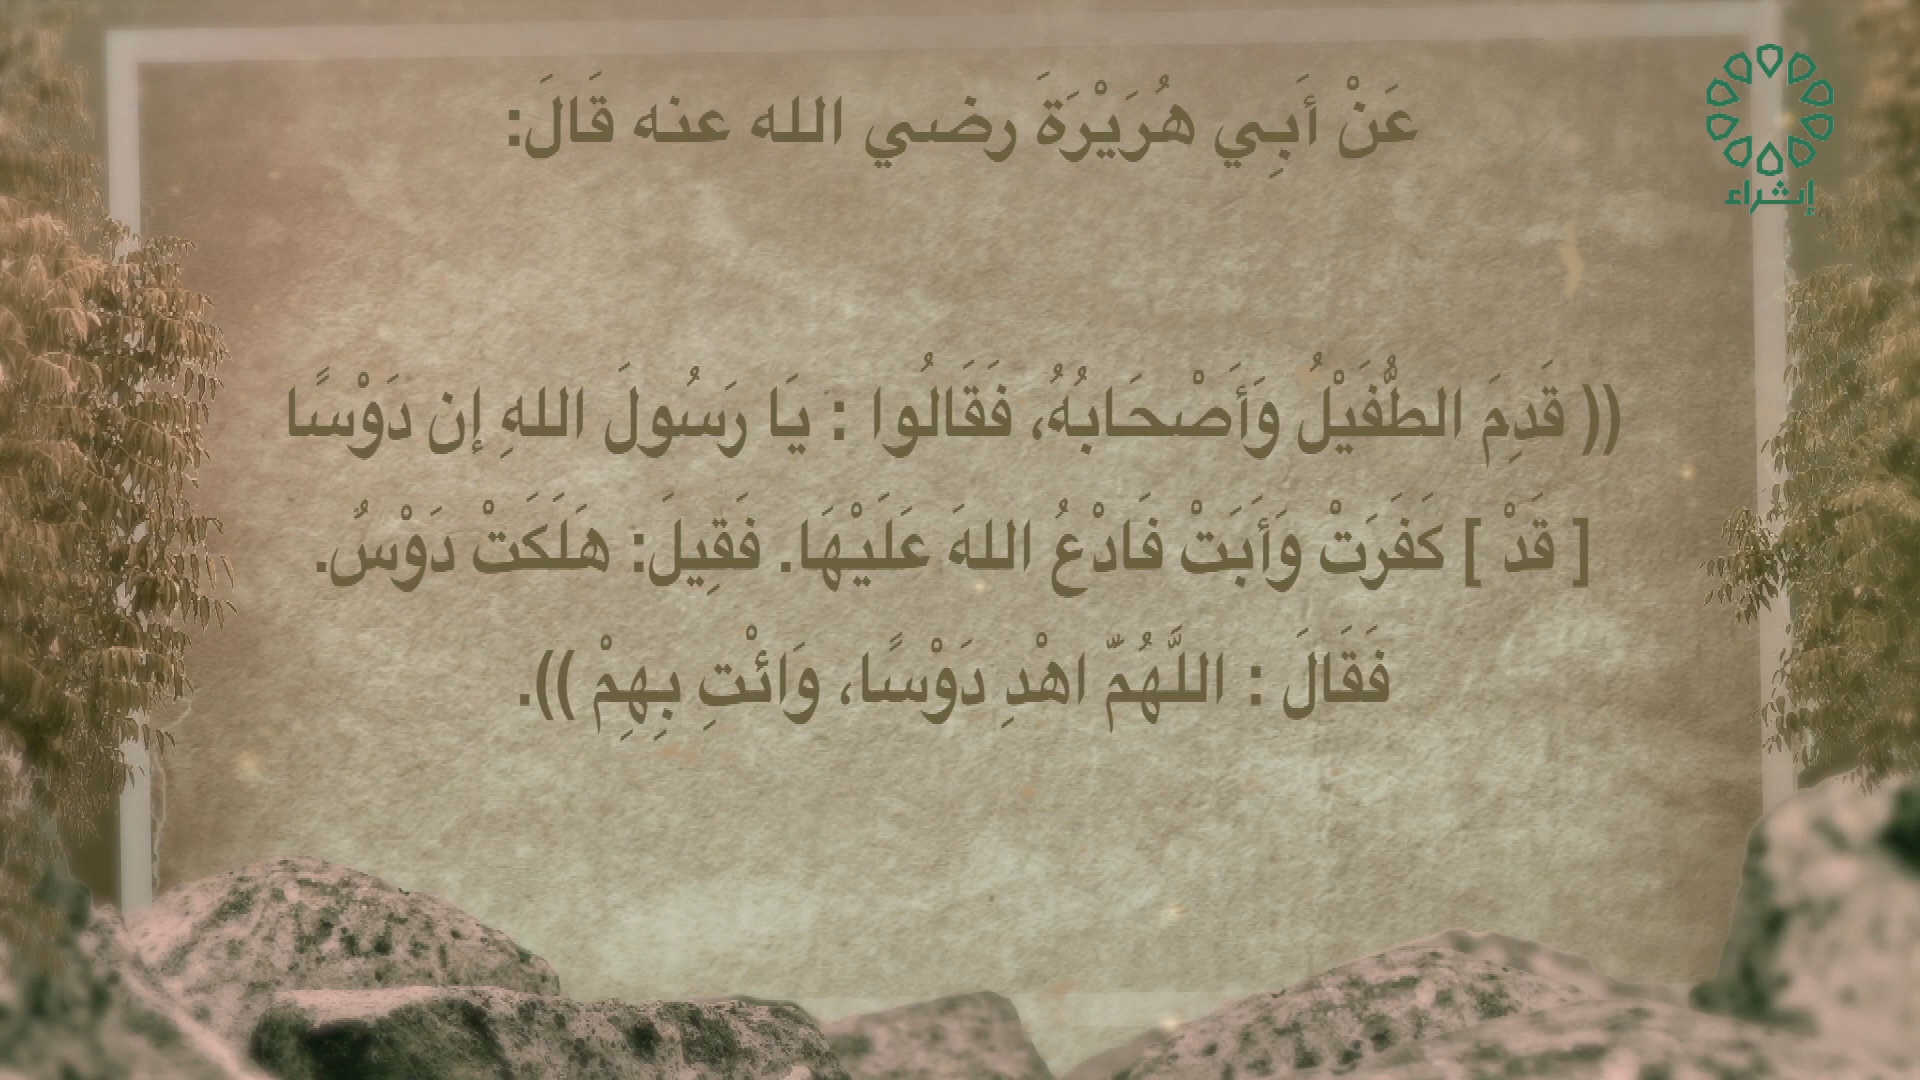 عَنْ أَبِي هُرَيْرَةَ رضي الله عنه قَالَ:
إثراء
(( قَدِمَ الطُّفَيْلُ وَأَصْحَابُهُ، فَقَالُوا : يَا رَسُولَ اللهِ إن دَوْسًا
[ قَدْ ] كَفَرَتْ وَأَبَتْ فَادْعُ اللهَ عَلَيْهَا. فَقِيلَ: هَلَكَتْ دَوْسٌ.
فَقَالَ : اللَّهُمّ اهْدِ دَوْسًا، وَائْتِ بِهِمْ )).